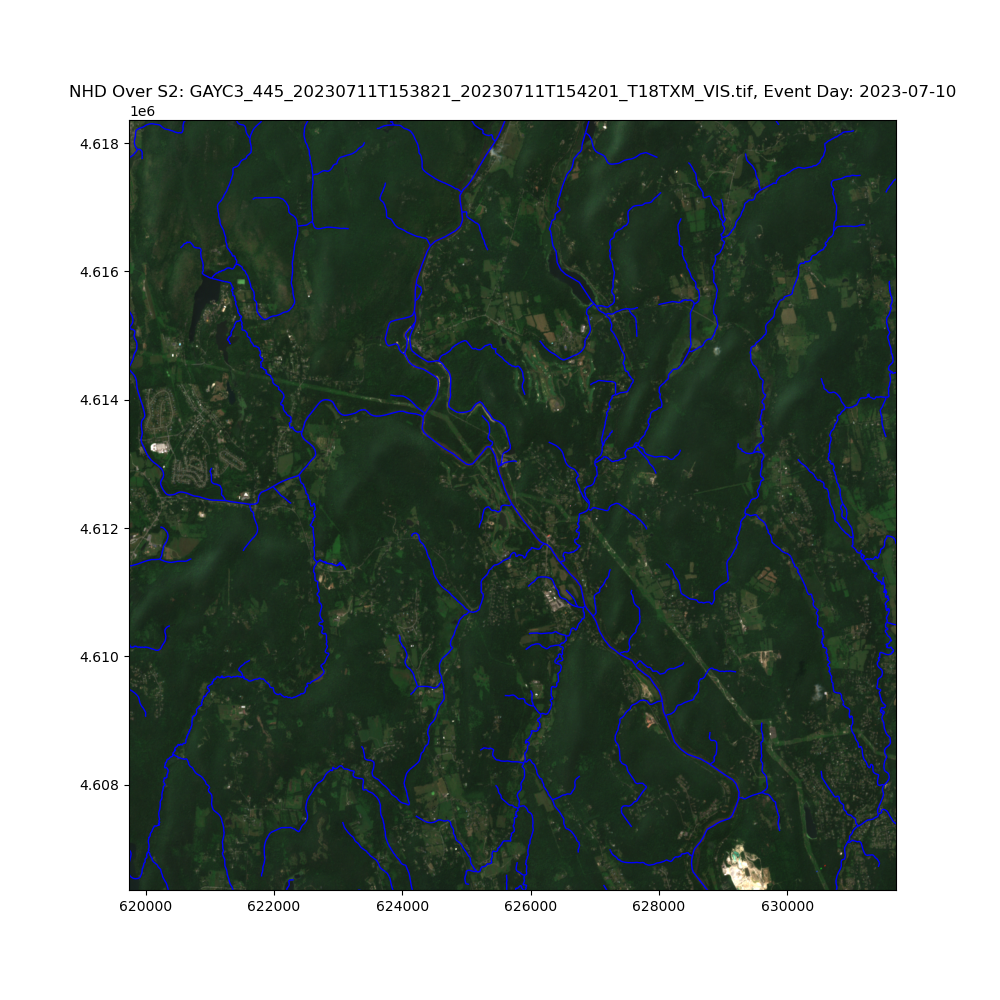 NHD Over S2: GAYC3_445_20230711T153821_20230711T154201_T18TXM_VIS.tif, Event Day: 2023-07-10
1e6
4.618
4.616
4.614
4.612
4.610
4.608
620000 622000 624000 626000 628000 630000